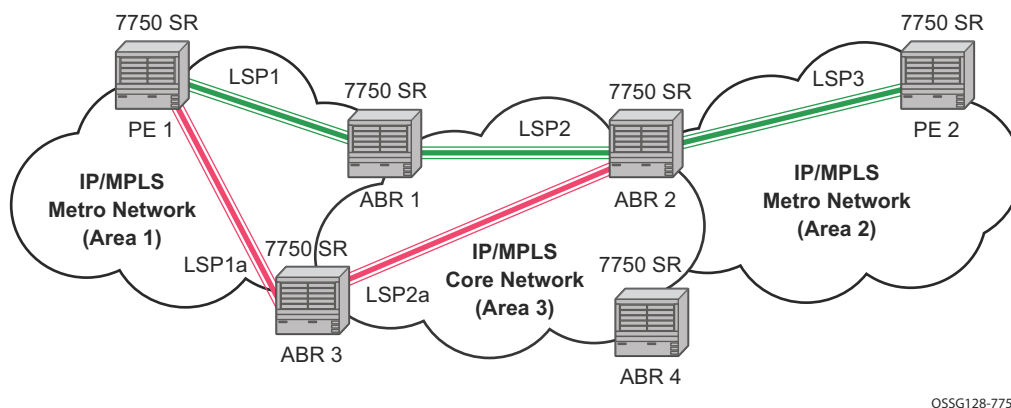 7750 SR
PE 1
LSP1
7750 SR
ABR 1
LSP2
7750 SR
ABR 2
LSP3
7750 SR
PE 2
IP/MPLS
Metro Network
(Area 1)
LSP1a
7750 SR
ABR 3
LSP2a
IP/MPLS
Core Network
(Area 3)
7750 SR
ABR 4
IP/MPLS
Metro Network
(Area 2)
OSSG128-775